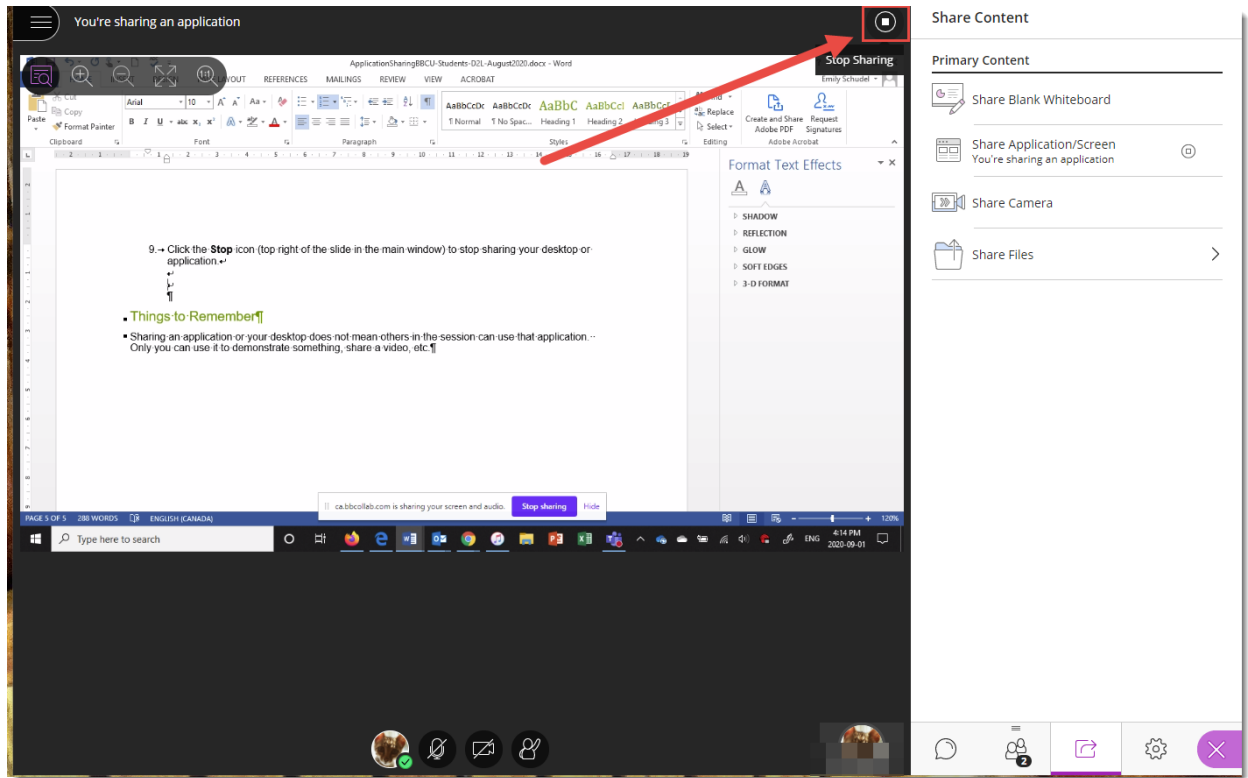 You're sharing an application
Stop Sharing
ApplicationSharingBBCU-Students-D2L-August2020.docx - Word
Emily Schudel
REFERENCES MAILINGS REVIEW VIEW ACROBAT
Cut
Copy
Paste
Format Painter
Arial 10
AaBbCcDc AaBbCcDc AaBbC AaBbCcI
¶ Normal ¶ No Spac... Heading 1 Heading 2
Replace
Select
Create and Share Adobe PDF
Request Signatures
Clipboard Font Paragraph Styles Editing Adobe Acrobat
Format Text Effects
SHADOW
REFLECTION
GLOW
SOFT EDGES
3-D FORMAT
9.→ Click·the·Stop·icon·(top·right·of·the·slide·in·the·main·window)·to·stop·sharing·your·desktop·or·
application.↵
↵
↵
¶
Things·to·Remember¶
Sharing·an·application·or·your·desktop·does·not·mean·others·in·the·session·can·use·that·application.··
Only·you·can·use·it·to·demonstrate·something,·share·a·video,·etc.¶
ca.bbcollab.com is sharing your screen and audio. Stop sharing Hide
PAGE 5 OF 5 288 WORDS ENGLISH (CANADA) 120%
Type here to search
ENG
4:14 PM
2020-09-01
Share Content
Primary Content
Share Blank Whiteboard
Share Application/Screen
You're sharing an application
Share Camera
Share Files
2